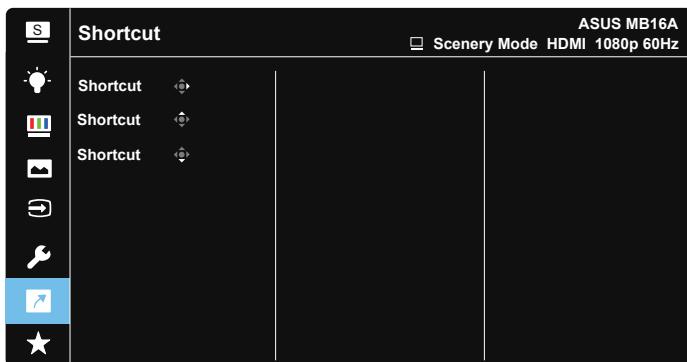 S
Shortcut
ASUS MB16A
Scenery Mode HDMI 1080p 60Hz
Shortcut
Shortcut
Shortcut